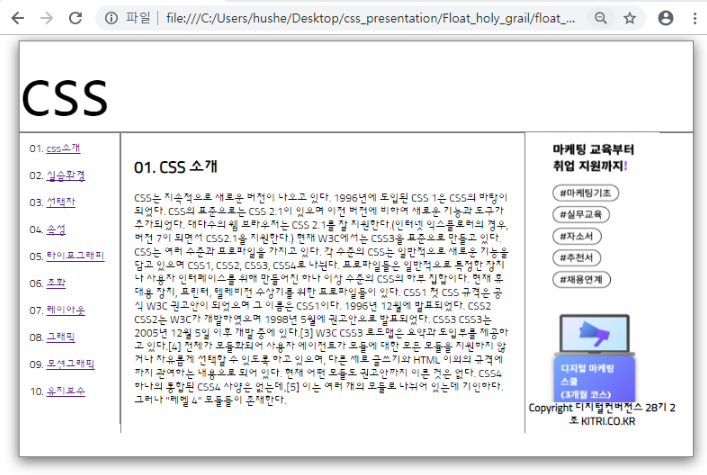 파일 | file:///C:/Users/hushe/Desktop/css_presentation/Float_holy_grail/float_...
CSS
01. css소개
02. 실습환경
03. 선택자
04. 속성
05. 타이포그래피
06. 조화
07. 레이아웃
08. 그래픽
09. 모션그래픽
10. 유지보수
01. CSS 소개
CSS는 지속적으로 새로운 버전이 나오고 있다. 1996년에 도입된 CSS 1은 CSS의 바탕이
되었다. CSS의 표준으로는 CSS 2.1이 있으며 이전 버전에 비하여 새로운 기능과 도구가
추가되었다. 대다수의 웹 브라우저는 CSS 2.1를 잘 지원한다.(인터넷 익스플로러의 경우,
버전 7이 되면서 CSS2.1을 지원한다.) 현재 W3C에서는 CSS3을 표준으로 만들고 있다.
CSS는 여러 수준과 프로파일을 가지고 있다. 각 수준의 CSS는 일반적으로 새로운 기능을
담고 있으며 CSS1, CSS2, CSS3, CSS4로 나뉜다. 프로파일들은 일반적으로 특정한 장치
나 사용자 인터페이스를 위해 만들어진 하나 이상 수준의 CSS의 하부 집합이다. 현재 휴
대용 장치, 프린터, 텔레비전 수상기를 위한 프로파일들이 있다. CSS1 첫 CSS 규격은 공
식 W3C 권고안이 되었으며 그 이름은 CSS1이다. 1996년 12월에 발표되었다. CSS2
CSS2는 W3C가 개발하였으며 1998년 5월에 권고안으로 발표되었다. CSS3 CSS3는
2005년 12월 5일 이후 개발 중에 있다.[3] W3C CSS3 로드맵은 요약과 도입부를 제공하
고 있다.[4] 전체가 모듈화되어 사용자 에이전트가 모듈에 대한 모든 모듈을 지원하지 않
거나 자유롭게 선택할 수 있도록 하고 있으며, 다른 세로 글쓰기와 HTML 이외의 규격에
까지 관여하는 내용으로 되어 있다. 현재 어떤 모듈도 권고안까지 이른 것은 없다. CSS4
하나의 통합된 CSS4 사양은 없는데,[5] 이는 여러 개의 모듈로 나뉘어 있는데 기인하다.
그러나 "레벨 4" 모듈들이 존재한다.
마케팅 교육부터
취업 지원까지!
#마케팅기초
#실무교육
#자소서
#추천서
#채용연계
디지털 마케팅
스쿨
(3개월 코스)
Copyright 디지털컨버전스 28기 2
조 KITRI.CO.KR